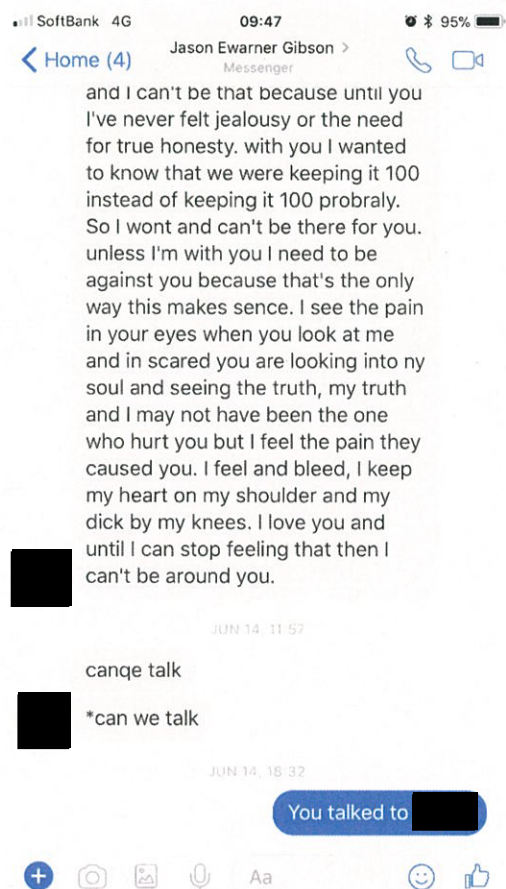 SoftBank 4G 09:47 95%
Home (4) Jason Ewarner Gibson >
Messenger
and I can't be that because until you
I've never felt jealousy or the need
for true honesty. with you I wanted
to know that we were keeping it 100
instead of keeping it 100 probraly.
So I wont and can't be there for you.
unless I'm with you I need to be
against you because that's the only
way this makes sence. I see the pain
in your eyes when you look at me
and in scared you are looking into ny
soul and seeing the truth, my truth
and I may not have been the one
who hurt you but I feel the pain they
caused you. I feel and bleed, I keep
my heart on my shoulder and my
dick by my knees. I love you and
until I can stop feeling that then I
can't be around you.
JUN 14, 11:57
canqe talk
*can we talk
JUN 14, 18:32
You talked to
Aa